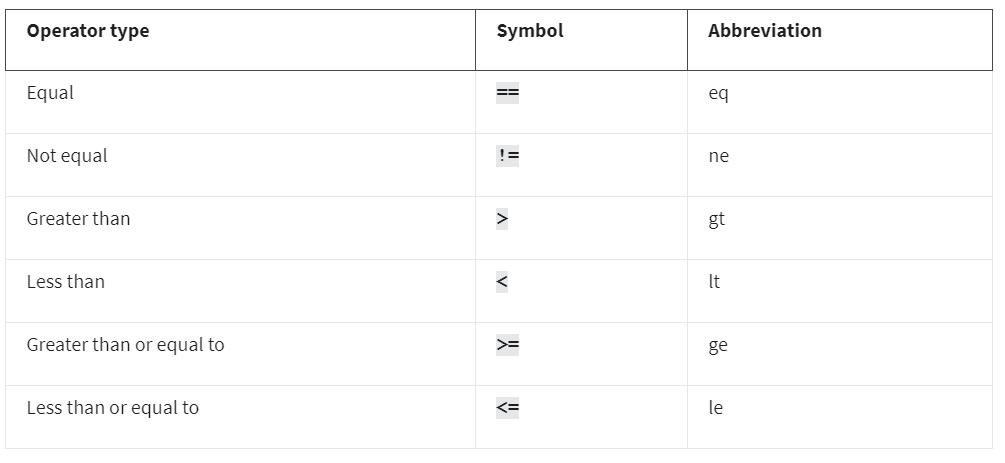 Operator type Symbol Abbreviation
Equal == eq
Not equal != ne
Greater than > gt
Less than < lt
Greater than or equal to >= ge
Less than or equal to <= le